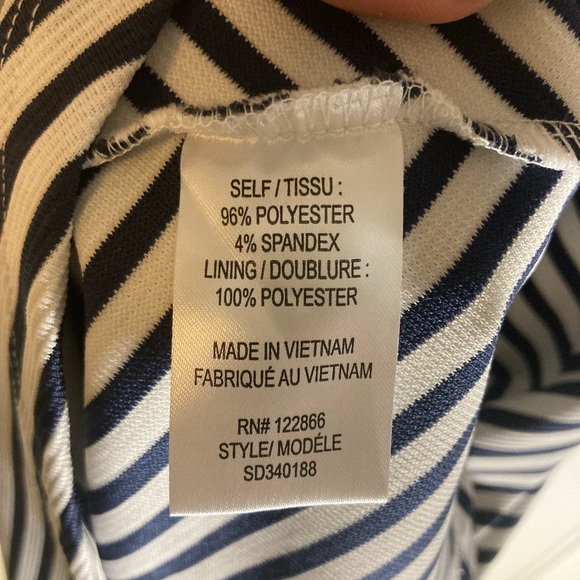 SELF / TISSU :
96% POLYESTER
4% SPANDEX
LINING / DOUBLURE :
100% POLYESTER
MADE IN VIETNAM
FABRIQUÉ AU VIETNAM
RN# 122866
STYLE/ MODÉLE
SD340188